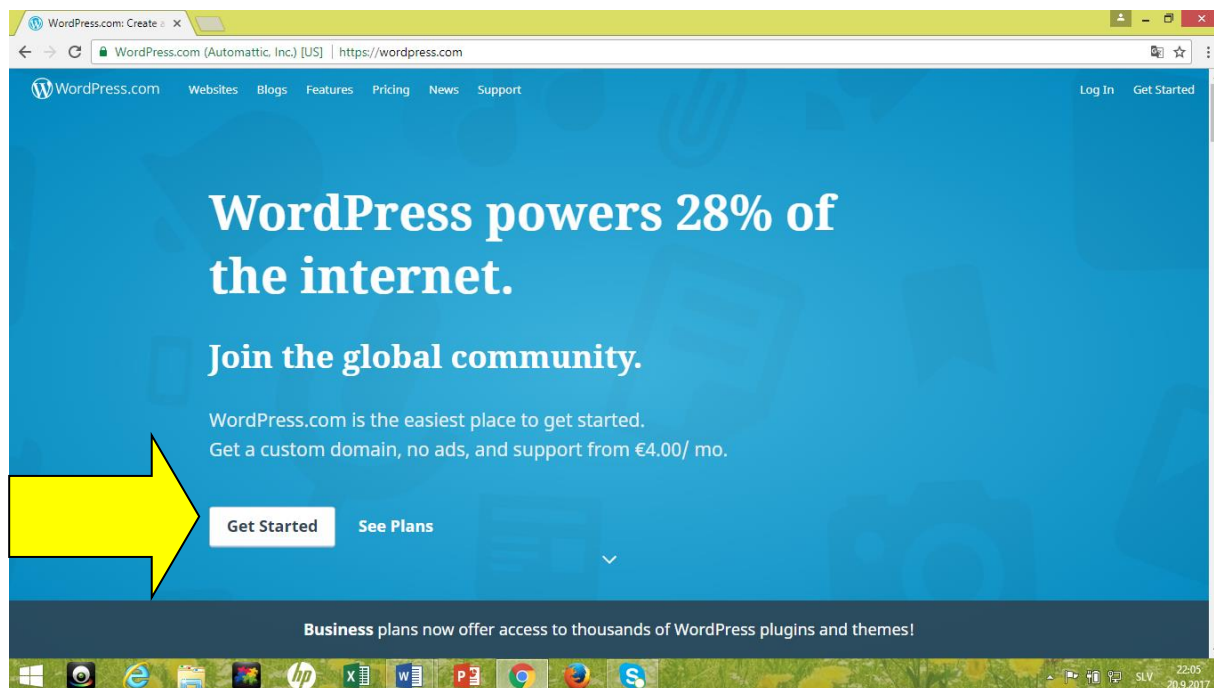 WordPress.com: Create a
WordPress.com (Automattic, Inc.) [US] | https://wordpress.com
WordPress.com Websites Blogs Features Pricing News Support Log In Get Started
WordPress powers 28% of
the internet.
Join the global community.
WordPress.com is the easiest place to get started.
Get a custom domain, no ads, and support from €4.00/ mo.
Get Started See Plans
Business plans now offer access to thousands of WordPress plugins and themes!
SLV 22:05
20.9.2017